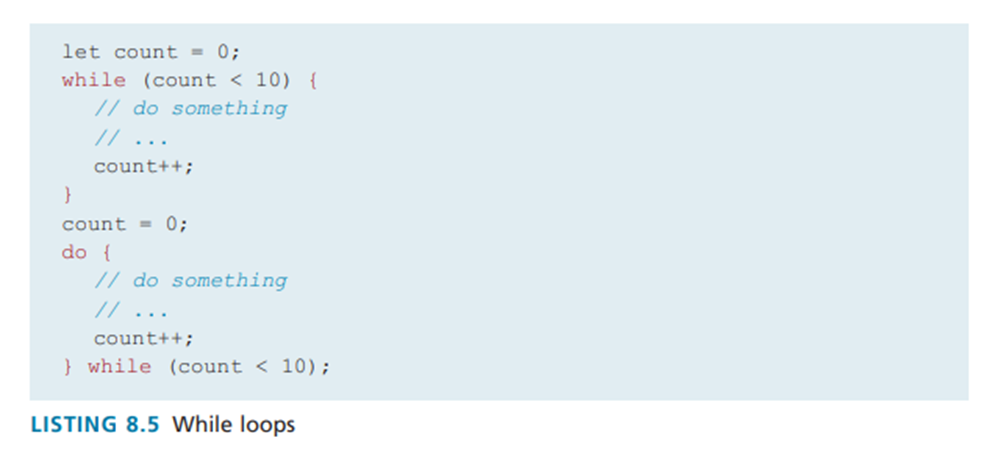 let count = 0;
while (count < 10) {
// do something
// ...
count++;
}
count = 0;
do {
// do something
// ...
count++;
} while (count < 10);
LISTING 8.5 While loops